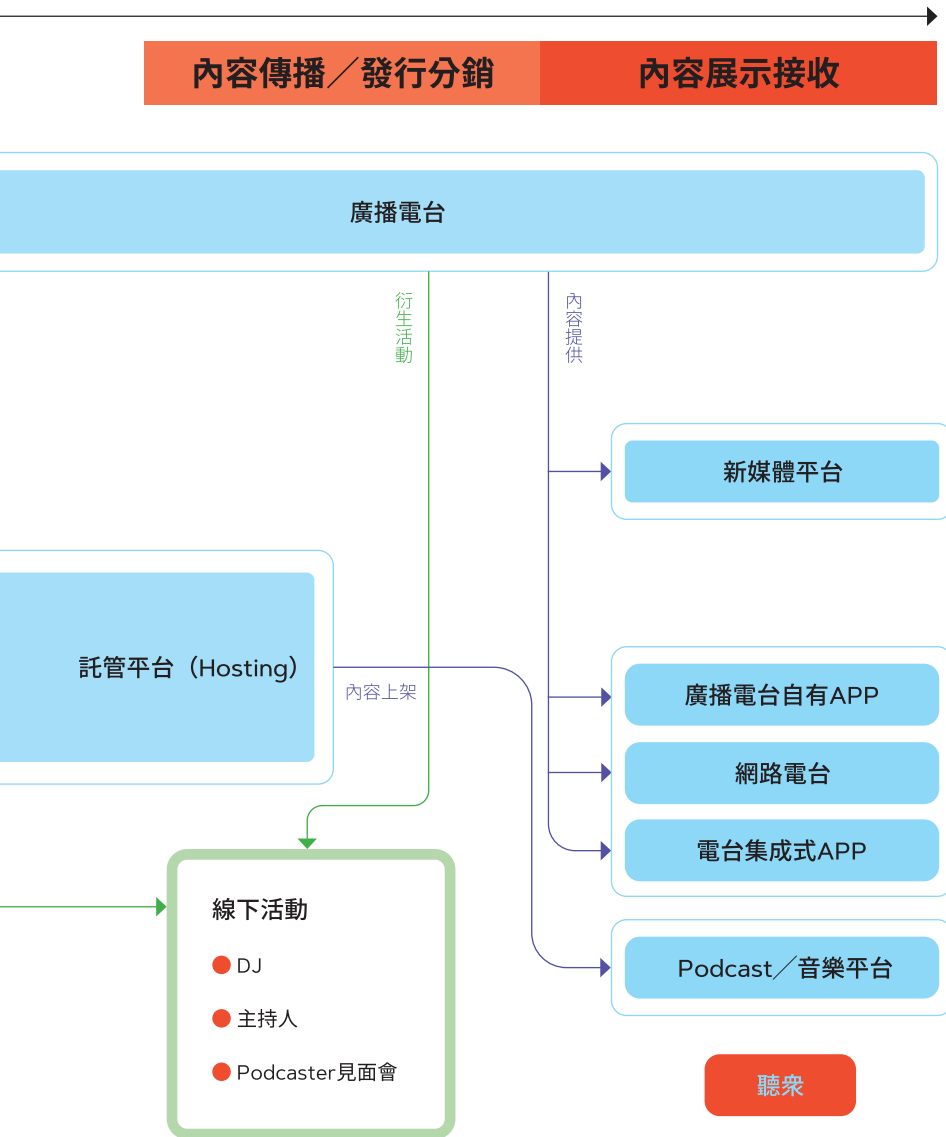 內容傳播／發行分銷
內容展示接收
廣播電台
衍生活動
內容提供
新媒體平台
託管平台（Hosting）
內容上架
廣播電台自有APP
網路電台
電台集成式APP
線下活動
DJ
主持人
Podcaster見面會
Podcast／音樂平台
聽眾